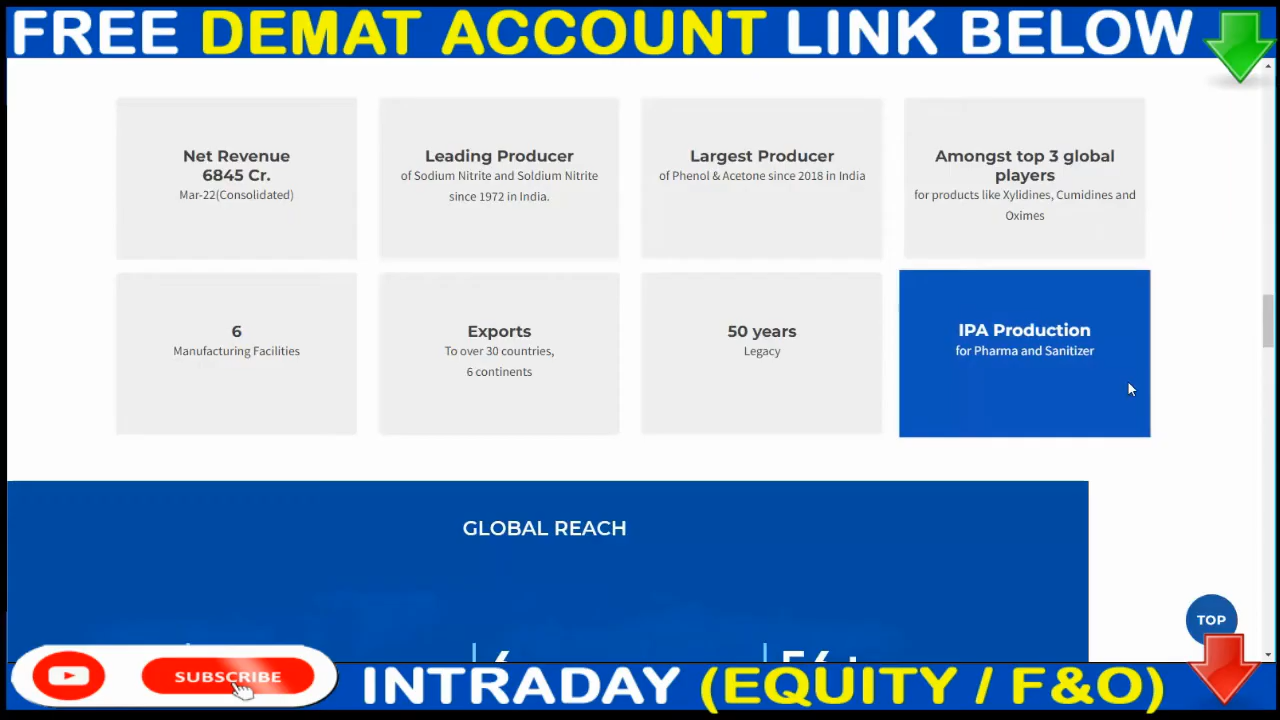 FREE DEMAT ACCOUNT LINK BELOW
Net Revenue
6845 Cr.
Mar-22(Consolidated)
Leading Producer
of Sodium Nitrite and Soldium Nitrite
since 1972 in India.
Largest Producer
of Phenol & Acetone since 2018 in India
Amongst top 3 global
players
for products like Xylidines, Cumidines and
Oximes
6
Manufacturing Facilities
Exports
To over 30 countries,
6 continents
50 years
Legacy
IPA Production
for Pharma and Sanitizer
GLOBAL REACH
TOP
SUBSCRIBE
INTRADAY (EQUITY / F&O)